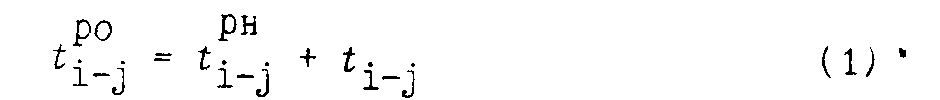 t^{ро}_{i-j} = t^{рн}_{i-j} + t_{i-j} (1)